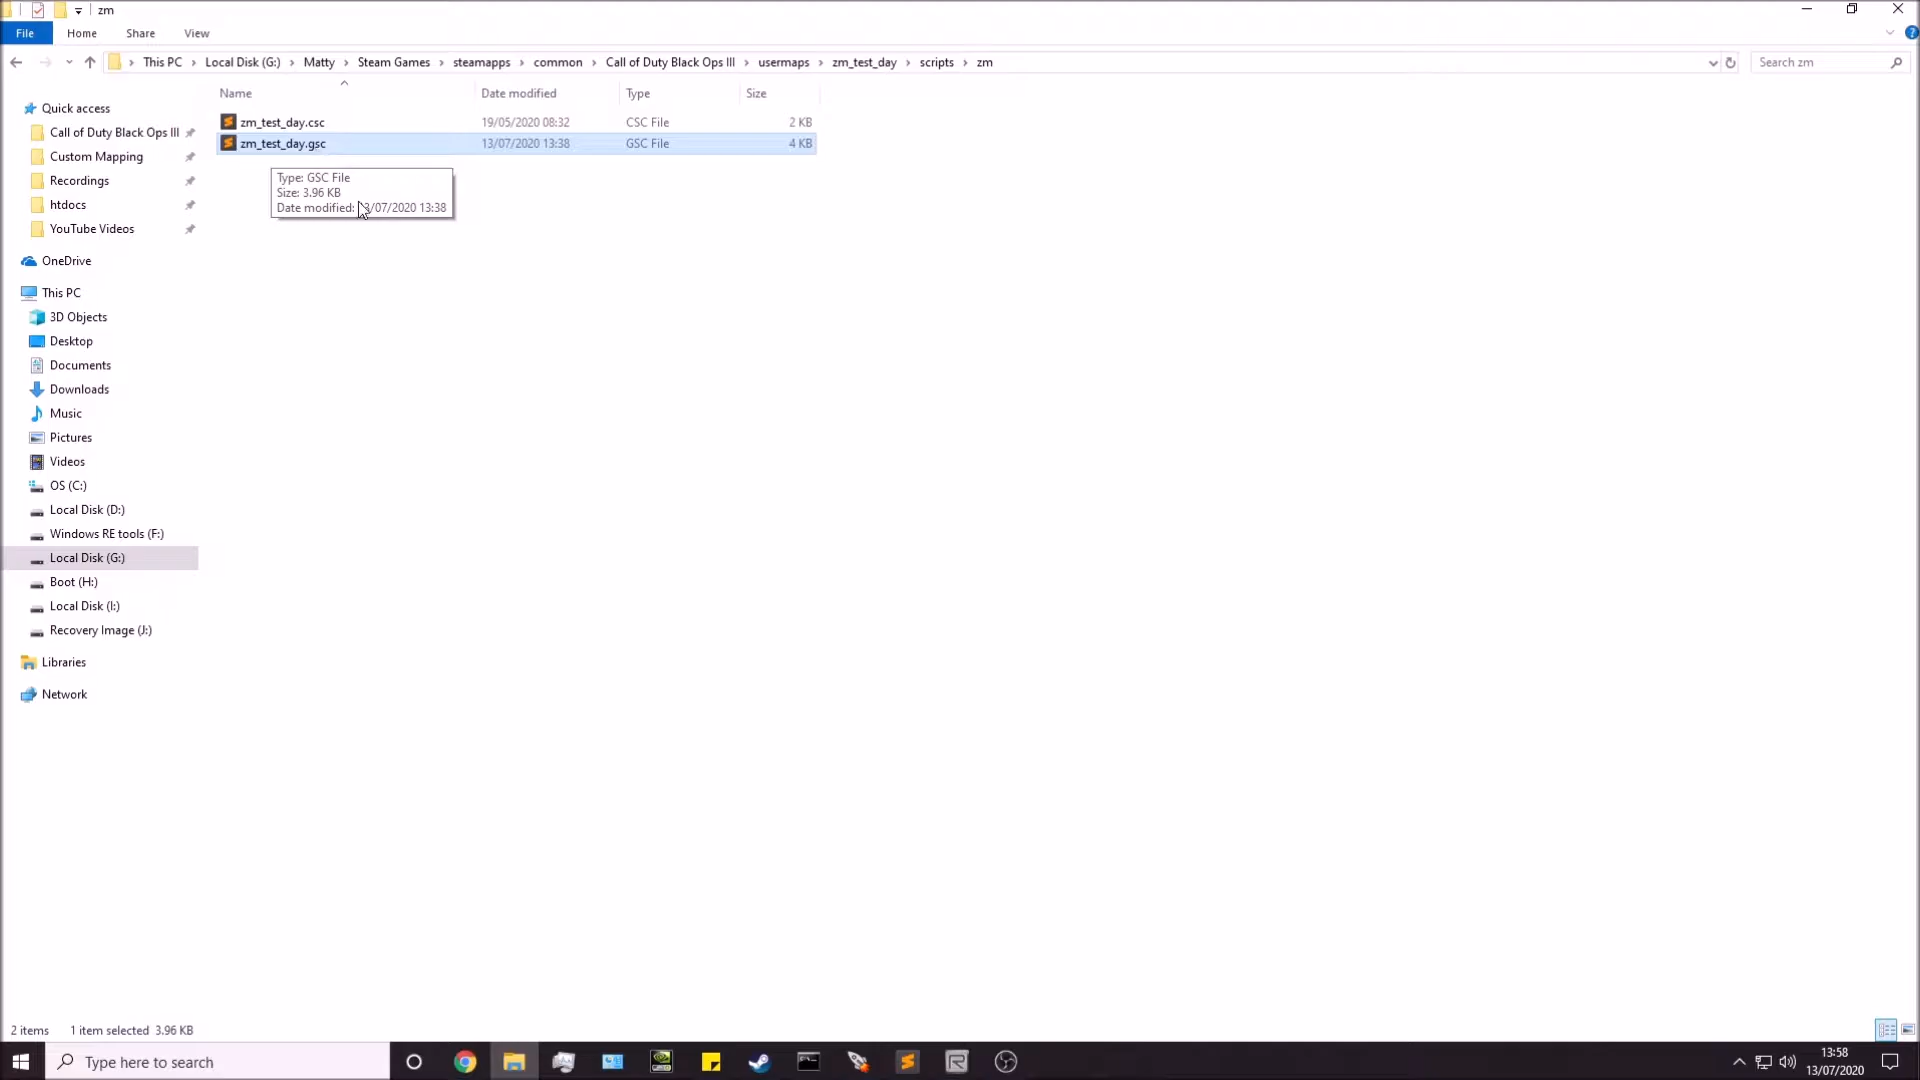 zm
File Home Share View
This PC Local Disk (G:) Matty Steam Games steamapps common Call of Duty Black Ops III usermaps zm_test_day scripts zm
Search zm
Name Date modified Type Size
zm_test_day.csc 19/05/2020 08:32 CSC File 2 KB
zm_test_day.gsc 13/07/2020 13:38 GSC File 4 KB
Type: GSC File
Size: 3.96 KB
Date modified: 3/07/2020 13:38
Quick access
Call of Duty Black Ops III
Custom Mapping
Recordings
htdocs
YouTube Videos
OneDrive
This PC
3D Objects
Desktop
Documents
Downloads
Music
Pictures
Videos
OS (C:)
Local Disk (D:)
Windows RE tools (F:)
Local Disk (G:)
Boot (H:)
Local Disk (I:)
Recovery Image (J:)
Libraries
Network
2 items 1 item selected 3.96 KB
Type here to search
13:58
13/07/2020